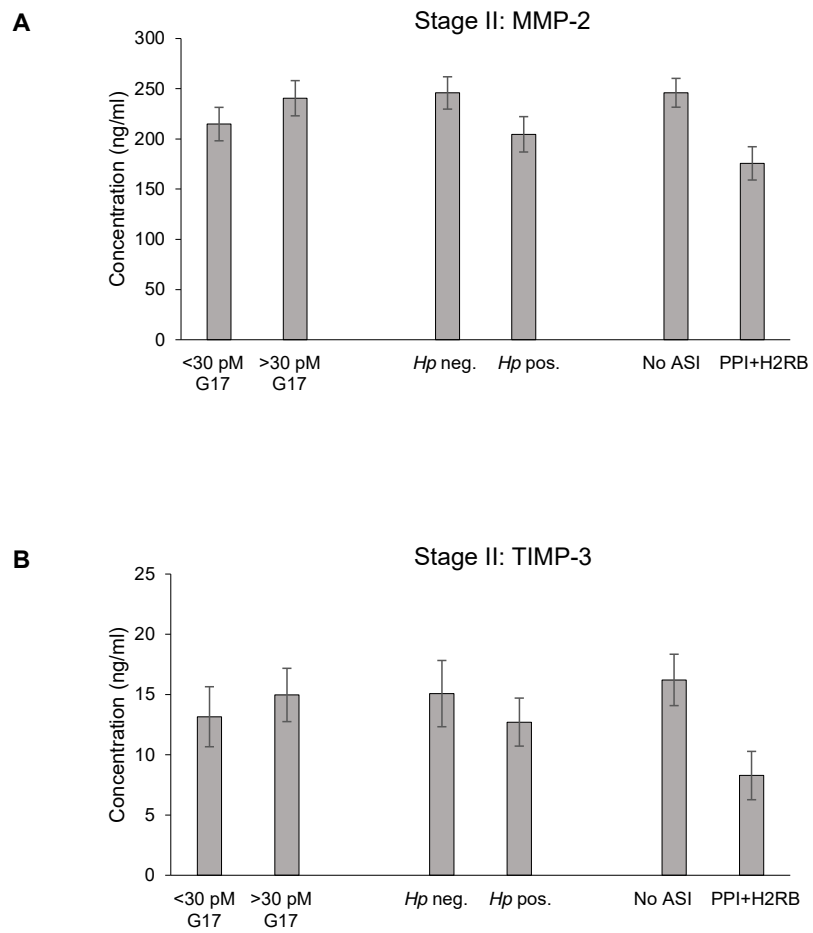 A
Stage II: MMP-2
Concentration (ng/ml)
300
250
200
150
100
50
0
<30 pM
G17
>30 pM
G17
Hp neg.
Hp pos.
No ASI
PPI+H2RB
B
Stage II: TIMP-3
Concentration (ng/ml)
25
20
15
10
5
0
<30 pM
G17
>30 pM
G17
Hp neg.
Hp pos.
No ASI
PPI+H2RB